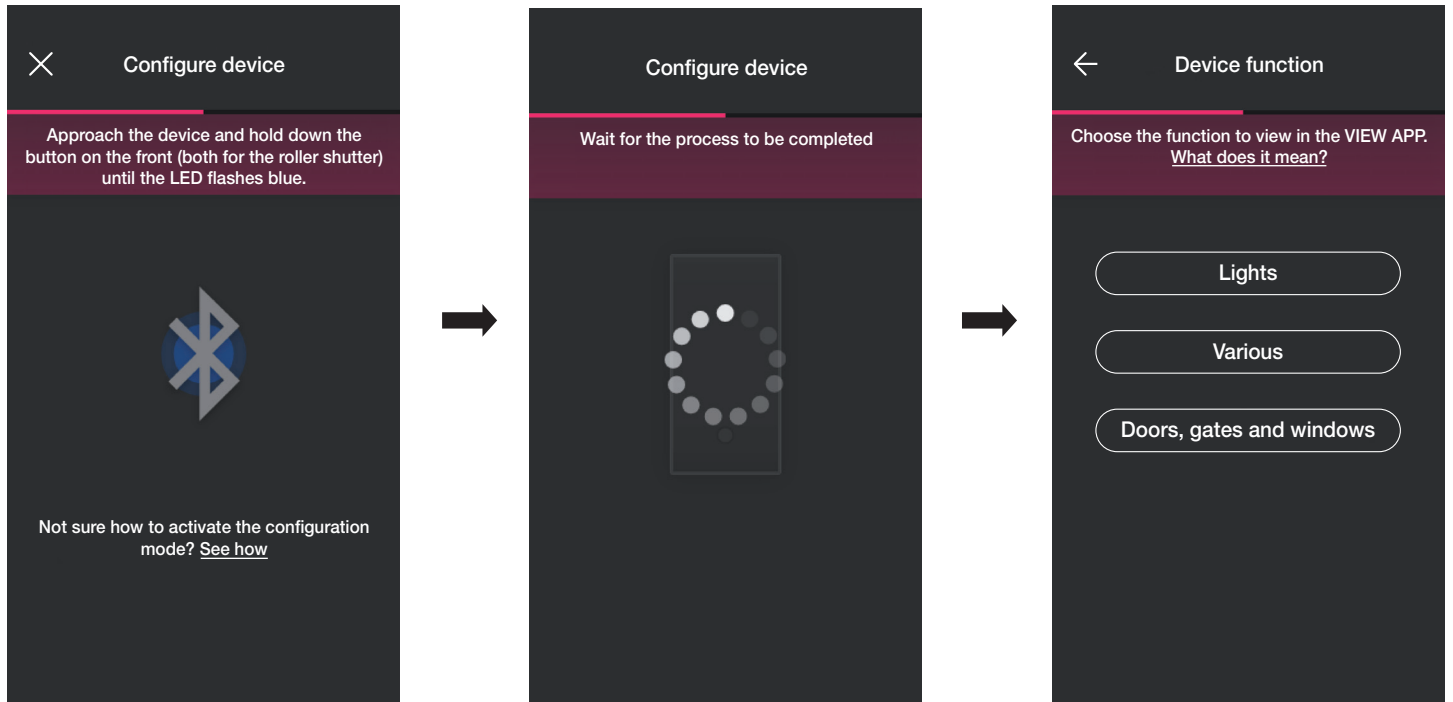 Configure device
Approach the device and hold down the
button on the front (both for the roller shutter)
until the LED flashes blue.
Not sure how to activate the configuration
mode? See how
Configure device
Wait for the process to be completed
Device function
Choose the function to view in the VIEW APP.
What does it mean?
Lights
Various
Doors, gates and windows